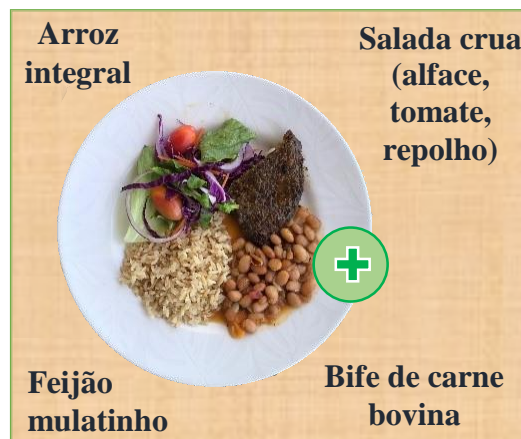 Arroz
integral
Salada crua
(alface,
tomate,
repolho)
Feijão
mulatinho
Bife de carne
bovina